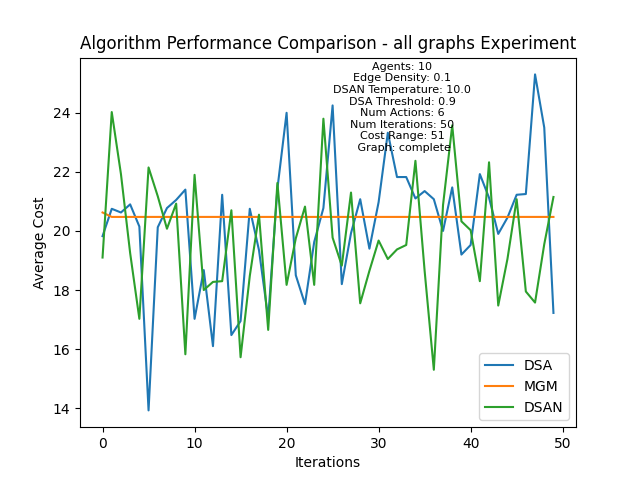 Algorithm Performance Comparison - all graphs Experiment
Agents: 10
Edge Density: 0.1
DSAN Temperature: 10.0
DSA Threshold: 0.9
Num Actions: 6
Num Iterations: 50
Cost Range: 51
Graph: complete
Average Cost
24
22
20
18
16
14
0
10
20
30
40
50
Iterations
DSA
MGM
DSAN